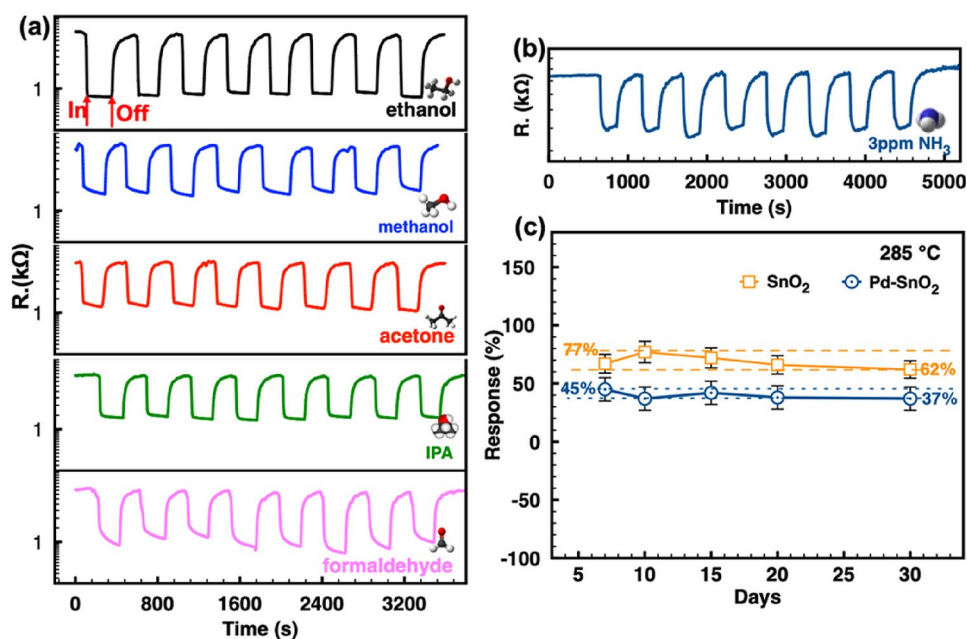 (a)
1
In Off
ethanol
1
methanol
R.(kΩ)
1
acetone
1
IPA
1
formaldehyde
0 800 1600 2400 3200
Time (s)
(b)
R. (kΩ)
3ppm NH₃
0 1000 2000 3000 4000 5000
Time (s)
(c)
285 °C
SnO₂ Pd-SnO₂
150
100
50
0
-50
-100
Response (%)
77%
62%
45%
37%
5 10 15 20 25 30
Days